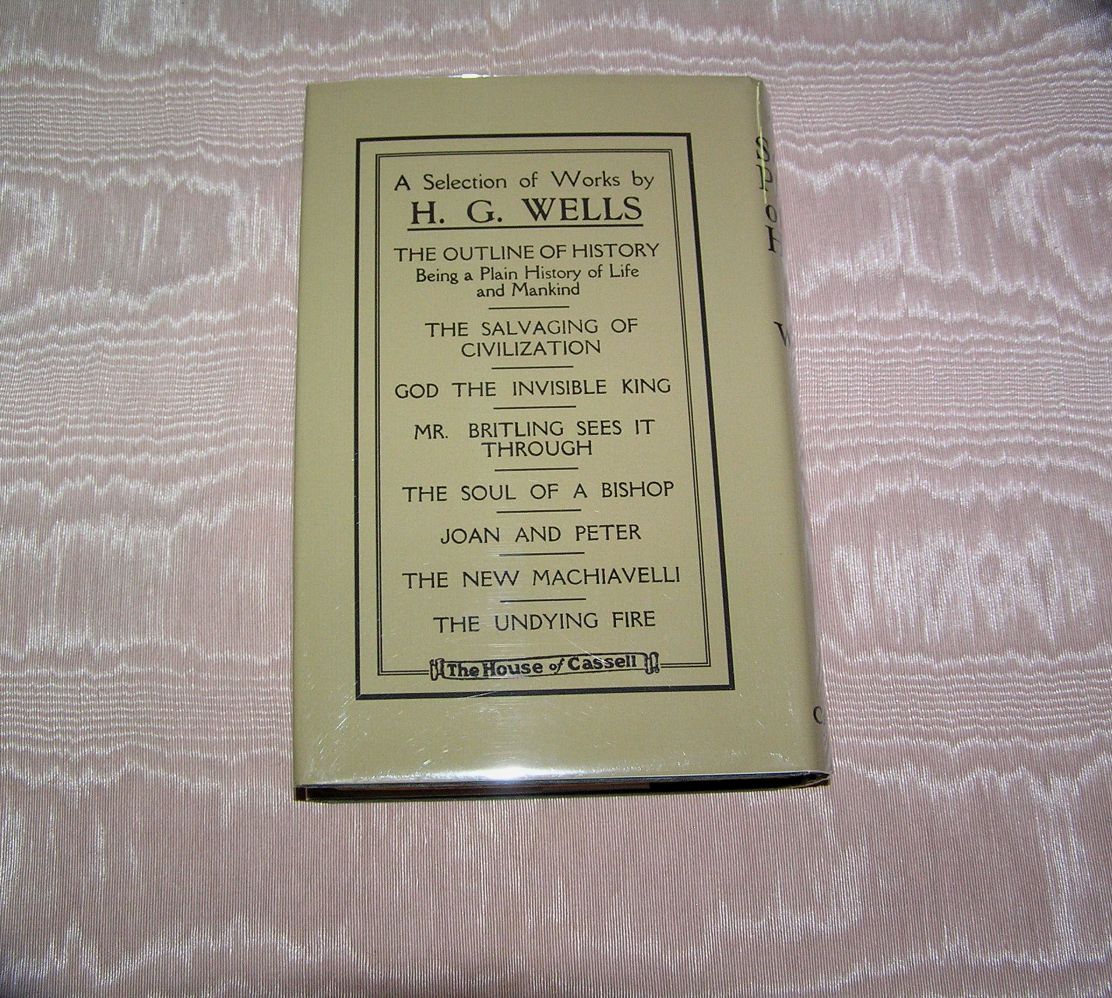 A Selection of Works by
H. G. WELLS
THE OUTLINE OF HISTORY
Being a Plain History of Life
and Mankind
THE SALVAGING OF
CIVILIZATION
GOD THE INVISIBLE KING
MR. BRITLING SEES IT
THROUGH
THE SOUL OF A BISHOP
JOAN AND PETER
THE NEW MACHIAVELLI
THE UNDYING FIRE
The House of Cassell